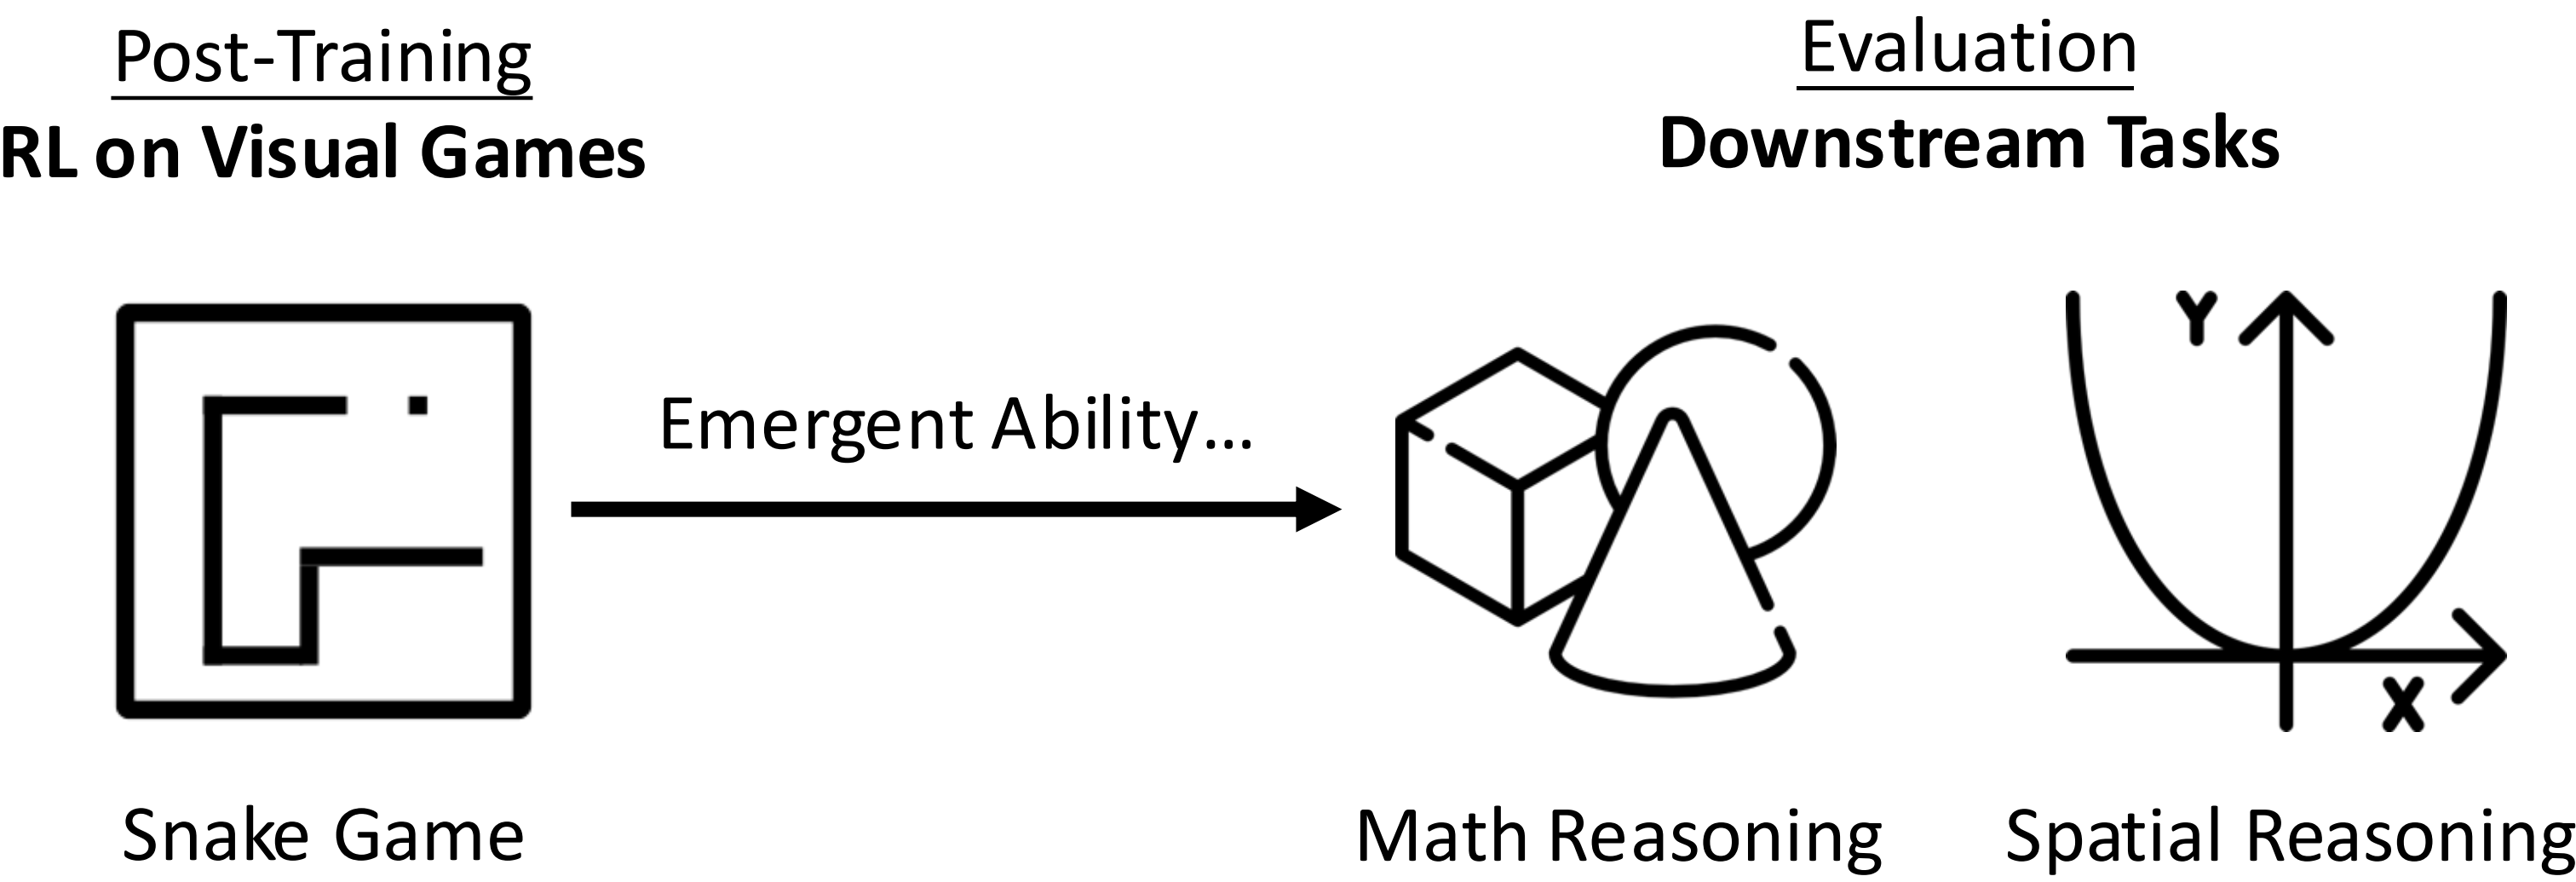 Post-Training
RL on Visual Games
Evaluation
Downstream Tasks
Emergent Ability...
Y
X
Snake Game
Math Reasoning
Spatial Reasoning